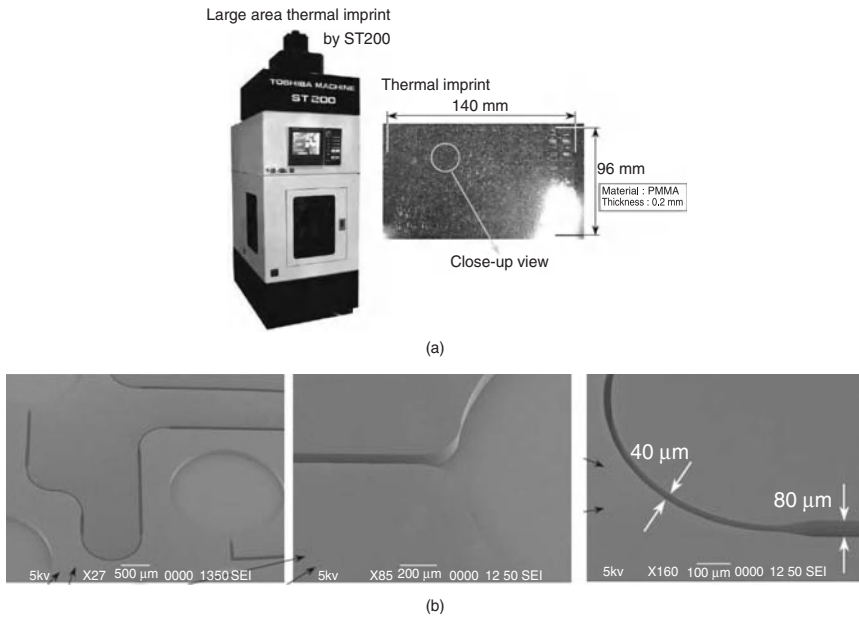 Large area thermal imprint
by ST200
TOSHIBA MACHINE
ST 200
Thermal imprint
140 mm
96 mm
Material : PMMA
Thickness : 0.2 mm
Close-up view
(a)
5kv X27 500 μm 0000 1350 SEI
5kv X85 200 μm 0000 12 50 SEI
40 μm
80 μm
5kv X160 100 μm 0000 12 50 SEI
(b)